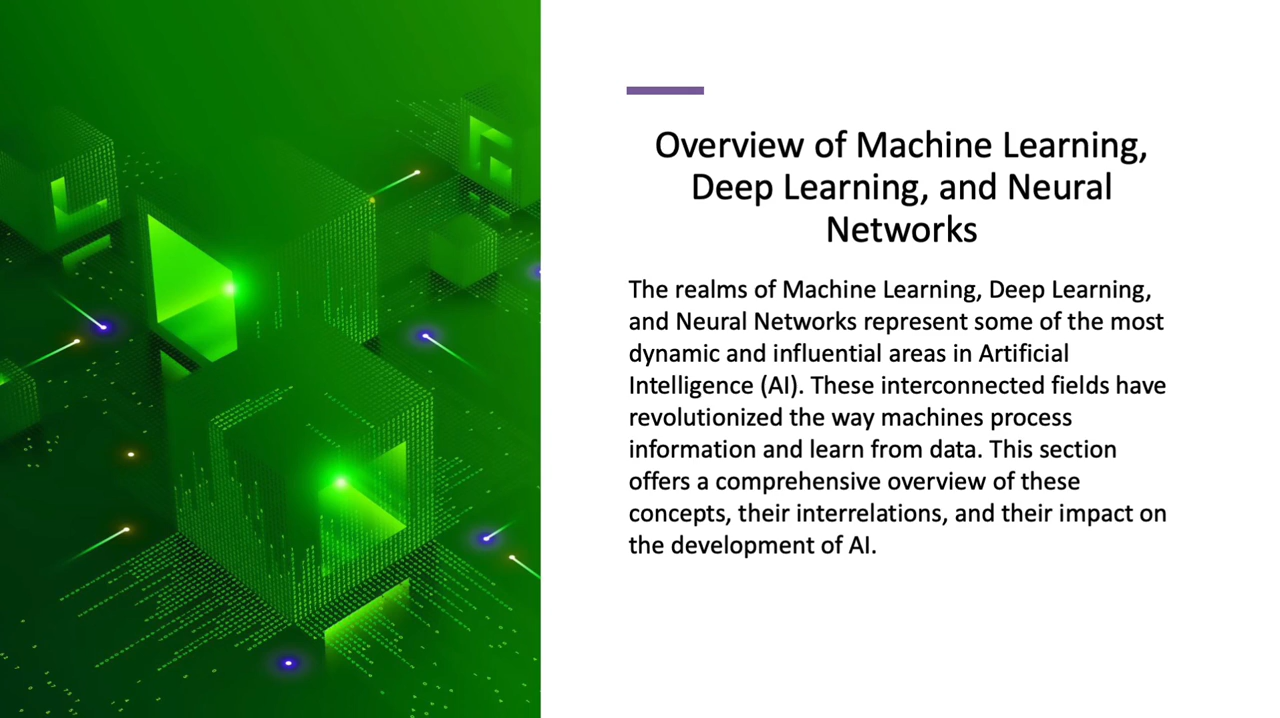 Overview of Machine Learning,
Deep Learning, and Neural
Networks
The realms of Machine Learning, Deep Learning,
and Neural Networks represent some of the most
dynamic and influential areas in Artificial
Intelligence (AI). These interconnected fields have
revolutionized the way machines process
information and learn from data. This section
offers a comprehensive overview of these
concepts, their interrelations, and their impact on
the development of AI.